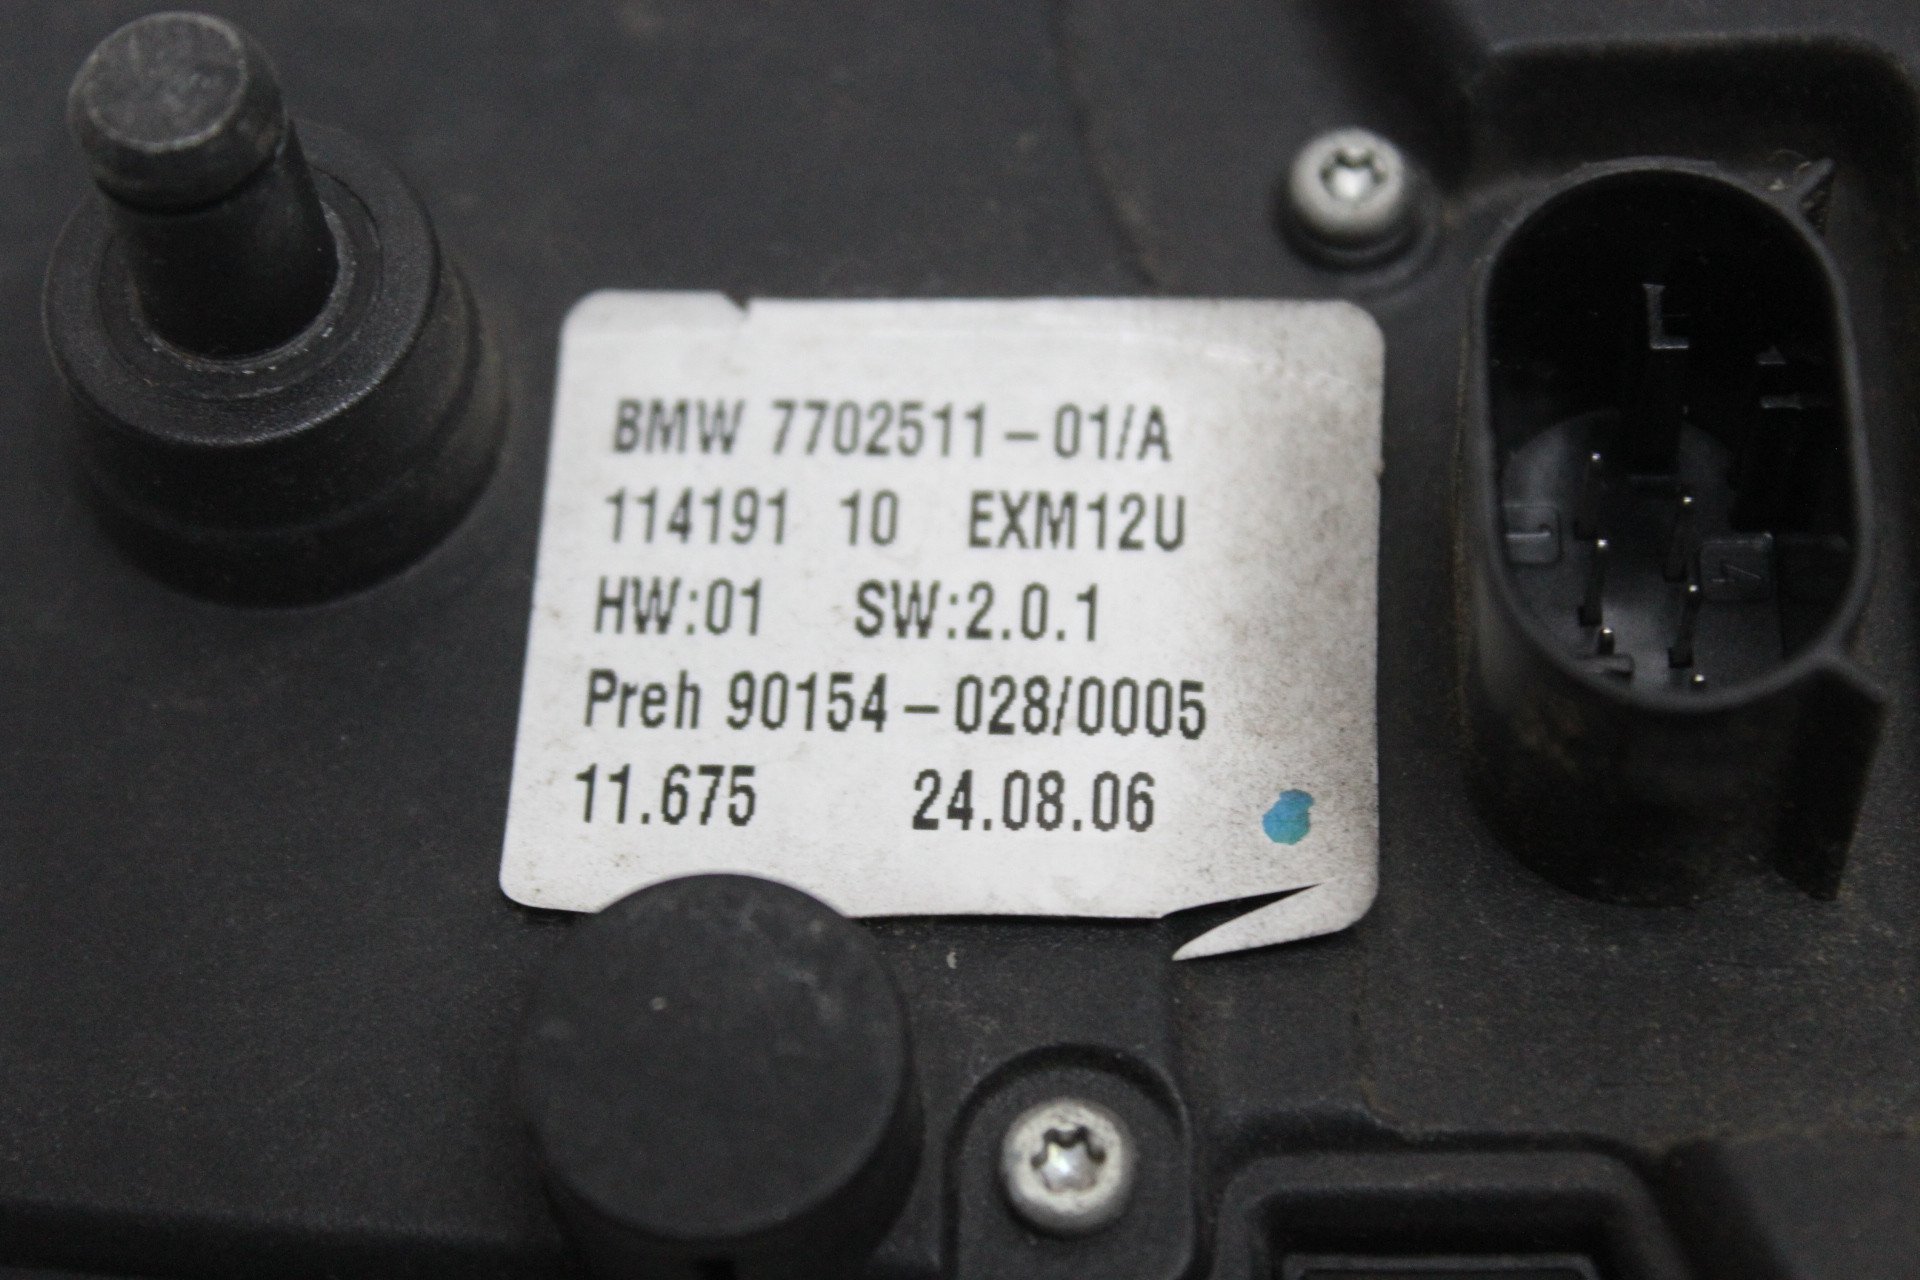 BMW 7702511-01/A
114191 10 EXM12U
HW:01 SW:2.0.1
Preh 90154-028/0005
11.675 24.08.06